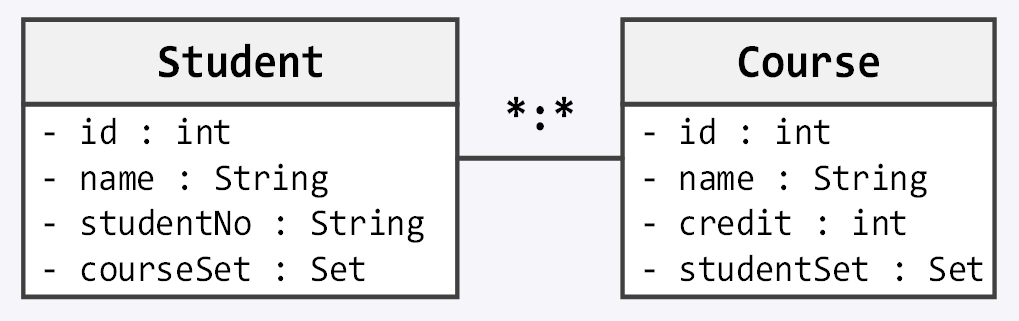 Student
- id : int
- name : String
- studentNo : String
- courseSet : Set
*:*
Course
- id : int
- name : String
- credit : int
- studentSet : Set